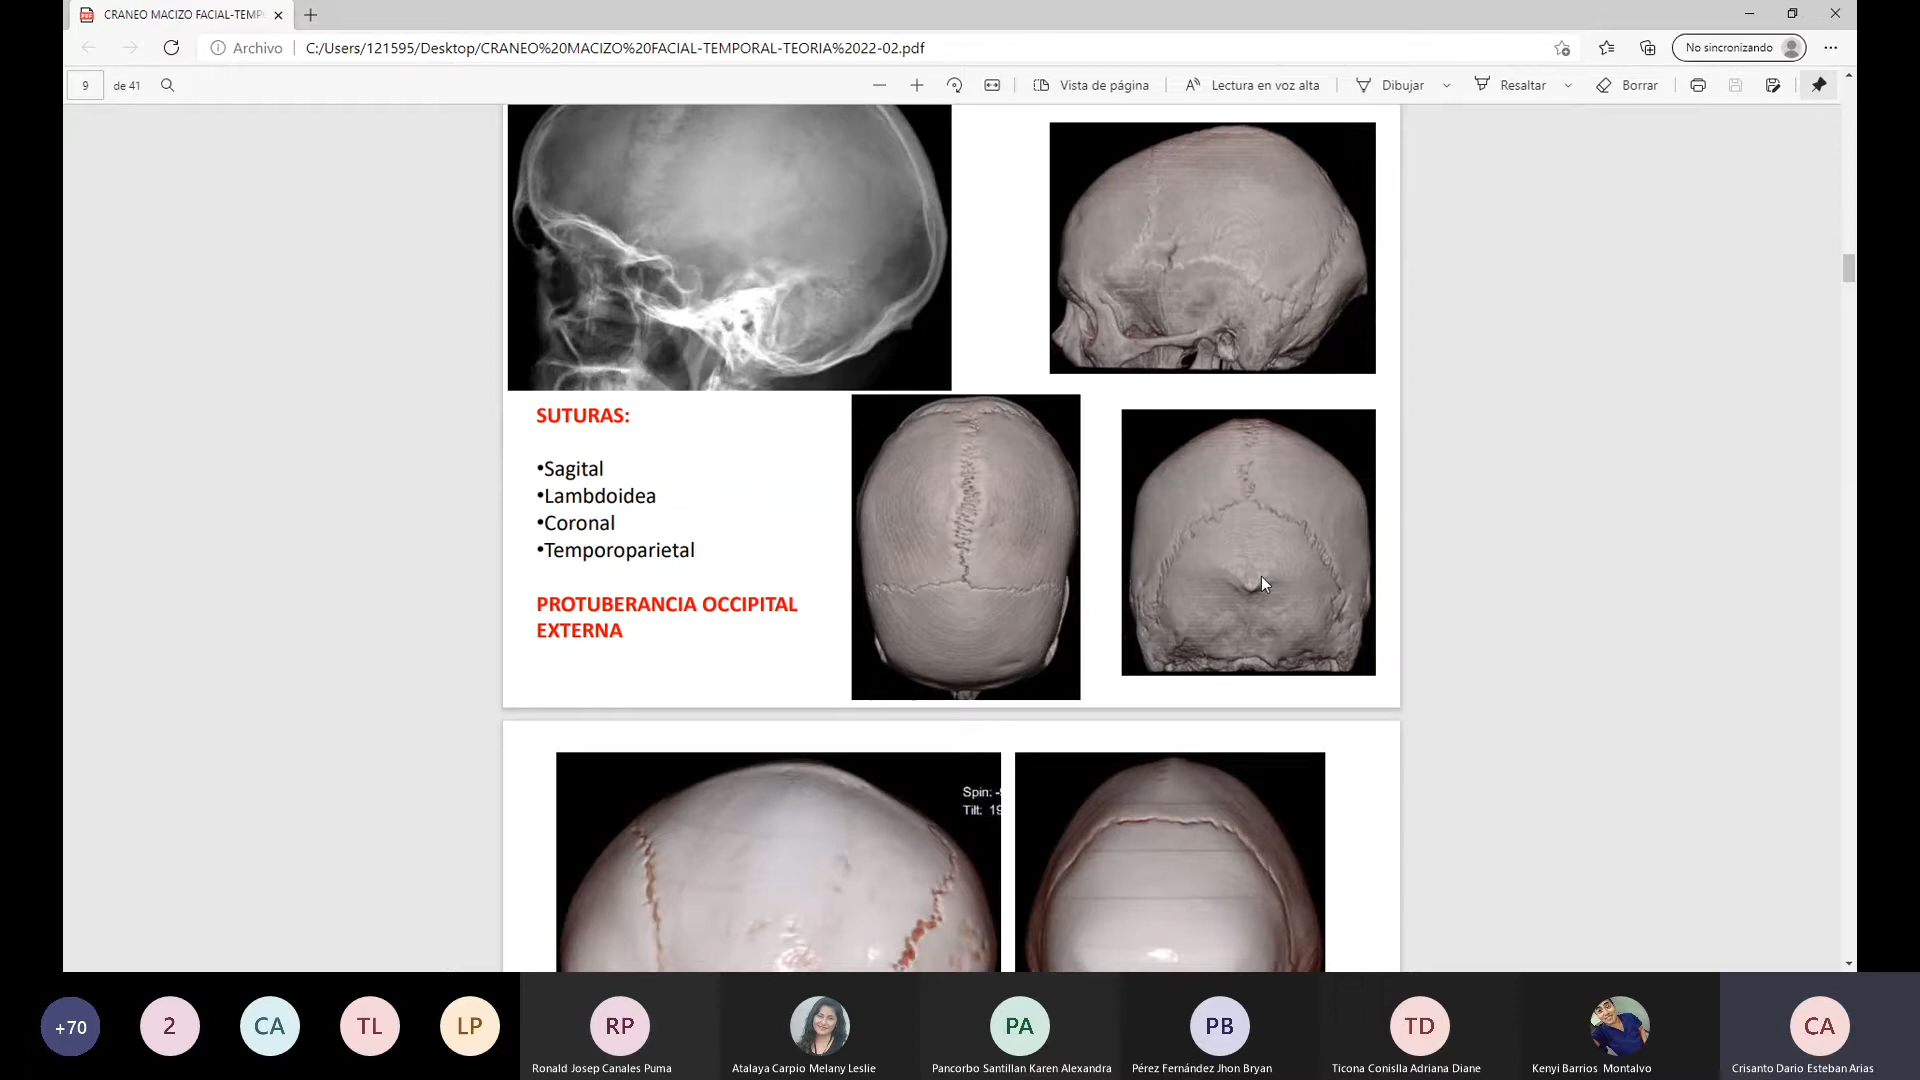 CRANEO MACIZO FACIAL-TEMP
Archivo
C:/Users/121595/Desktop/CRANEO%20MACIZO%20FACIAL-TEMPORAL-TEORIA%2022-02.pdf
No sincronizando
9
de 41
Vista de página
Lectura en voz alta
Dibujar
Resaltar
Borrar
SUTURAS:
•Sagital
•Lambdoidea
•Coronal
•Temporoparietal
PROTUBERANCIA OCCIPITAL
EXTERNA
Spin: -
Tilt: 19
+70
2
CA
TL
LP
RP
PA
PB
TD
CA
Ronald Josep Canales Puma
Atalaya Carpio Melany Leslie
Pancorbo Santillan Karen Alexandra
Pérez Fernández Jhon Bryan
Ticona Conislla Adriana Diane
Kenyi Barrios Montalvo
Crisanto Dario Esteban Arias